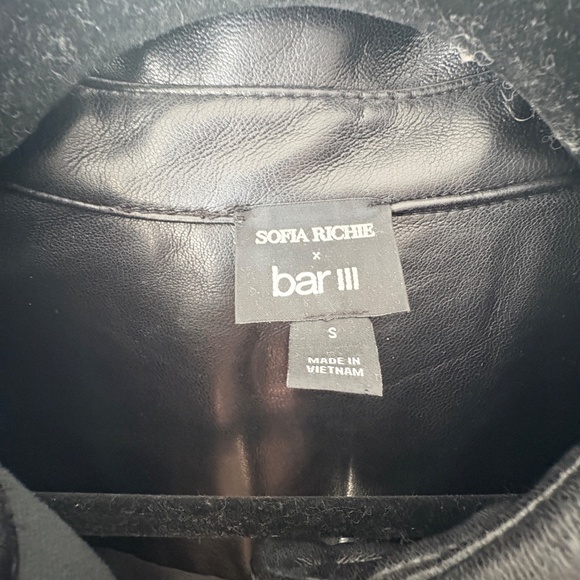 SOFIA RICHIE
x
bar III
S
MADE IN
VIETNAM